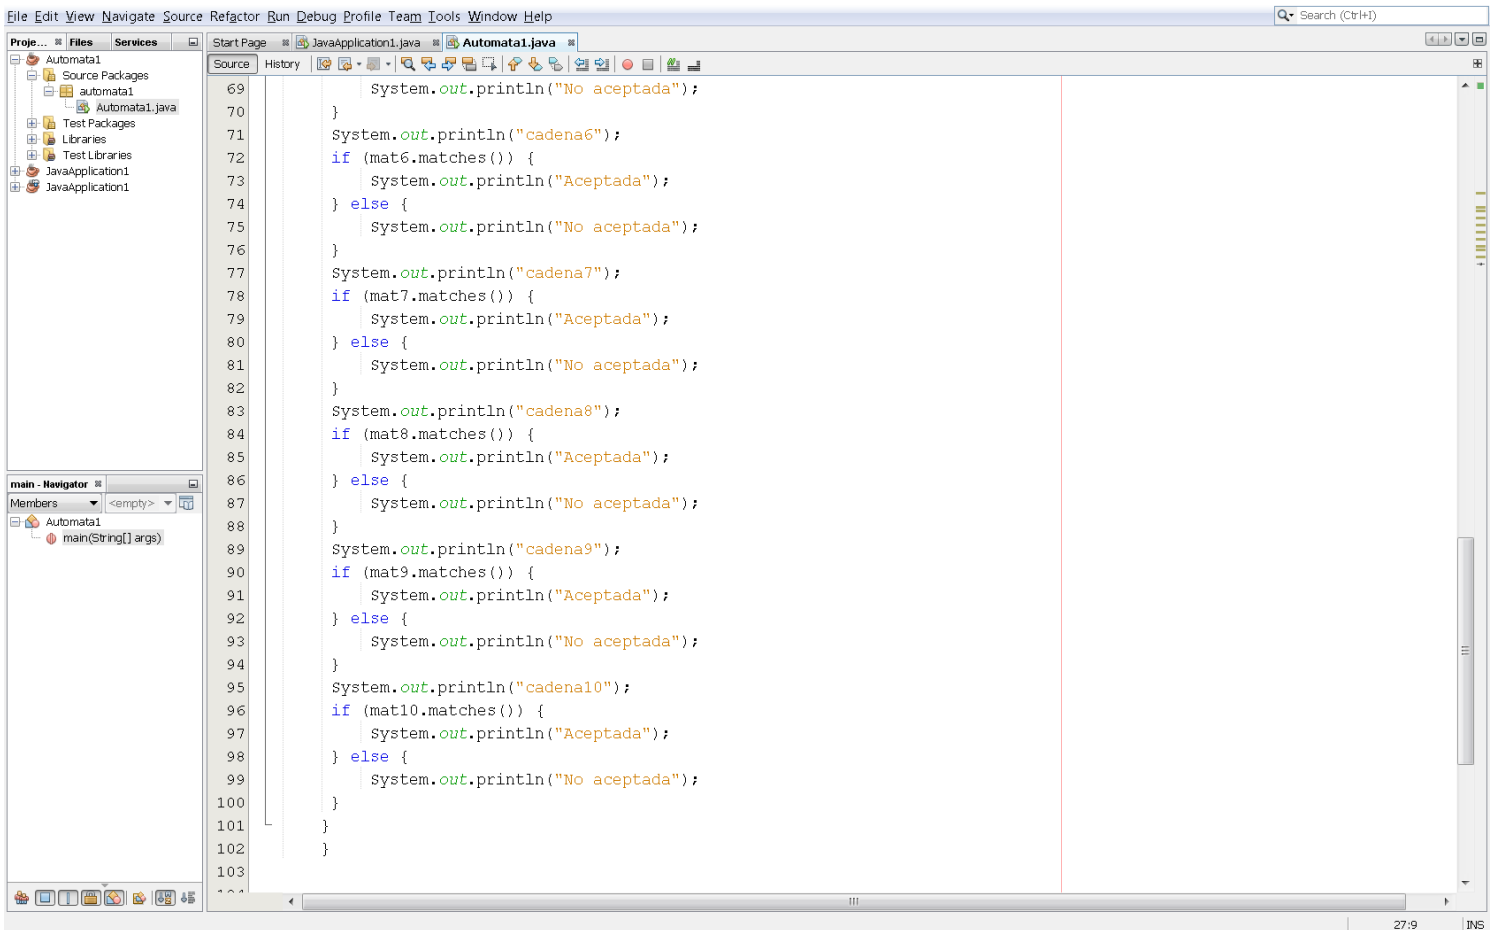 File Edit View Navigate Source Refactor Run Debug Profile Team Tools Window Help
Search (Ctrl+I)
Proje... Files Services
Automata1
Source Packages
automata1
Automata1.java
Test Packages
Libraries
Test Libraries
JavaApplication1
JavaApplication1
main - Navigator
Members <empty>
Automata1
main(String[] args)
Start Page JavaApplication1.java Automata1.java
Source History
69 System.out.println("No aceptada");
70 }
71 System.out.println("cadena6");
72 if (mat6.matches()) {
73 System.out.println("Aceptada");
74 } else {
75 System.out.println("No aceptada");
76 }
77 System.out.println("cadena7");
78 if (mat7.matches()) {
79 System.out.println("Aceptada");
80 } else {
81 System.out.println("No aceptada");
82 }
83 System.out.println("cadena8");
84 if (mat8.matches()) {
85 System.out.println("Aceptada");
86 } else {
87 System.out.println("No aceptada");
88 }
89 System.out.println("cadena9");
90 if (mat9.matches()) {
91 System.out.println("Aceptada");
92 } else {
93 System.out.println("No aceptada");
94 }
95 System.out.println("cadena10");
96 if (mat10.matches()) {
97 System.out.println("Aceptada");
98 } else {
99 System.out.println("No aceptada");
100 }
101 }
102 }
103
27:9 INS